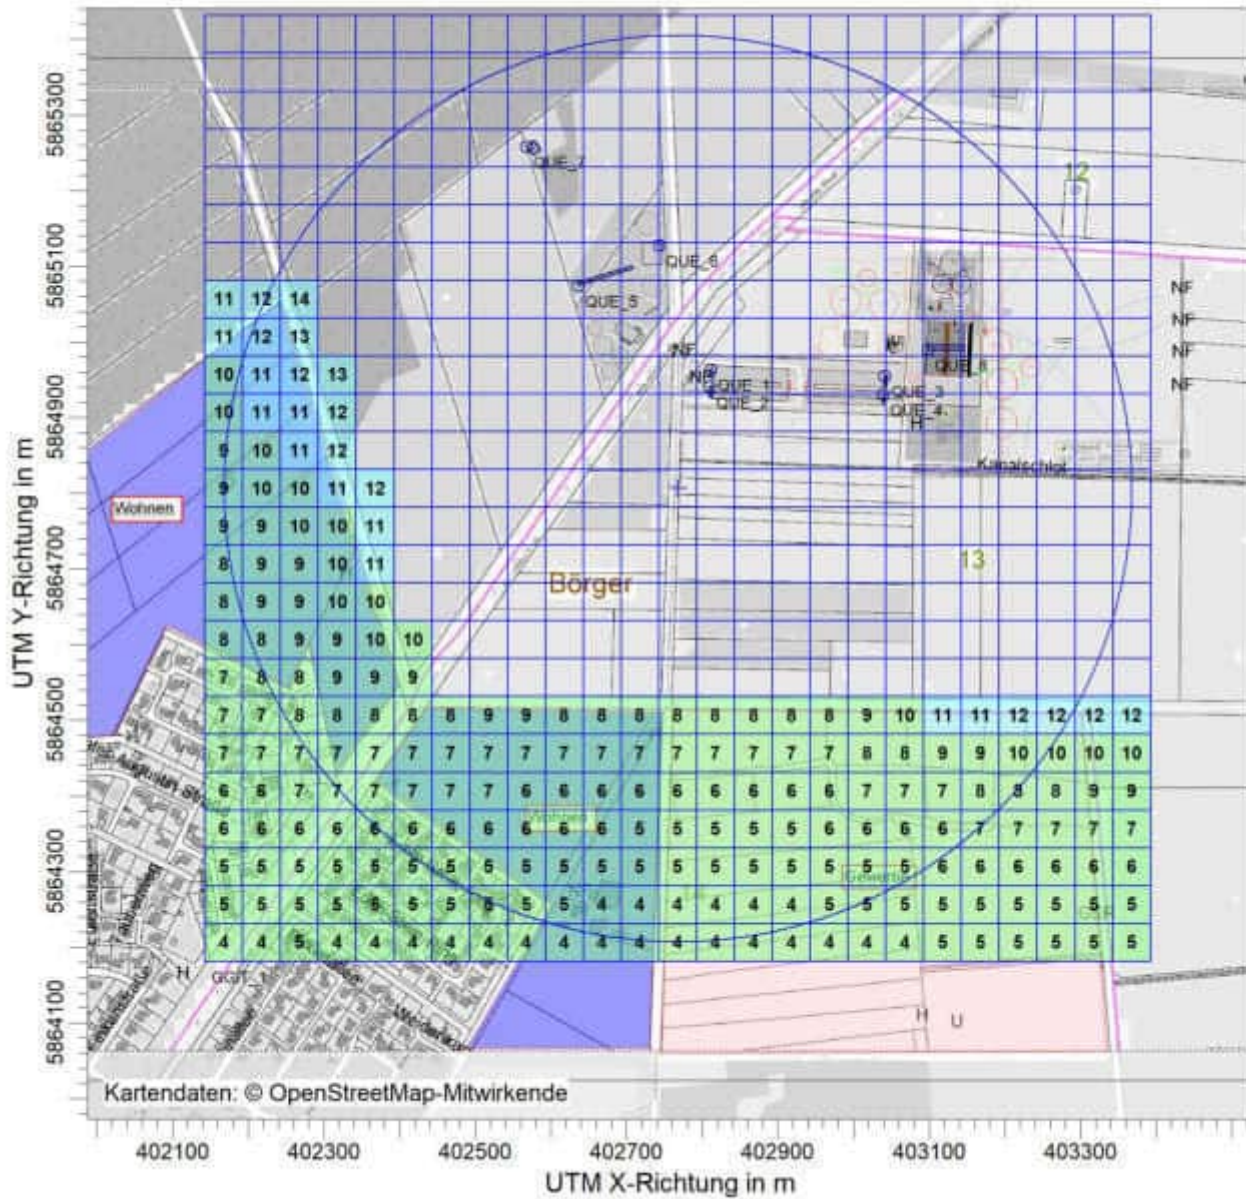 5865300
5865100
5864900
5864700
5864500
5864300
5864100
UTM Y-Richtung in m
QUE_7
12
QUE_6
QUE_5
NF
NF
NF
NF
NF
NF
QUE_8
QUE_1
QUE_2
QUE_3
QUE_4
H
Kanalschlot
Wohnen
13
Börger
11 12 14
11 12 13
10 11 12 13
10 11 11 12
9 10 11 12
9 10 10 11 12
9 9 10 10 11
8 9 9 10 11
8 9 9 10 10
8 8 9 9 10 10
7 8 8 9 9 9
7 7 8 8 8 8 8 9 9 8 8 8 8 8 8 8 8 9 10 11 11 12 12 12 12
7 7 7 7 7 7 7 7 7 7 7 7 7 7 7 7 7 8 8 9 9 10 10 10 10
6 6 7 7 7 7 7 7 6 6 6 6 6 6 6 6 6 7 7 7 8 8 8 9 9
6 6 6 6 6 6 6 6 6 6 6 5 5 5 5 5 6 6 6 6 7 7 7 7 7
5 5 5 5 5 5 5 5 5 5 5 5 5 5 5 5 5 5 5 6 6 6 6 6 6
5 5 5 5 5 5 5 5 5 5 4 4 4 4 4 4 5 5 5 5 5 5 5 5 5
4 4 5 4 4 4 4 4 4 4 4 4 4 4 4 4 4 4 4 5 5 5 5 5 5
Gewerbe
H
H
U
Kartendaten: © OpenStreetMap-Mitwirkende
402100 402300 402500 402700 402900 403100 403300
UTM X-Richtung in m